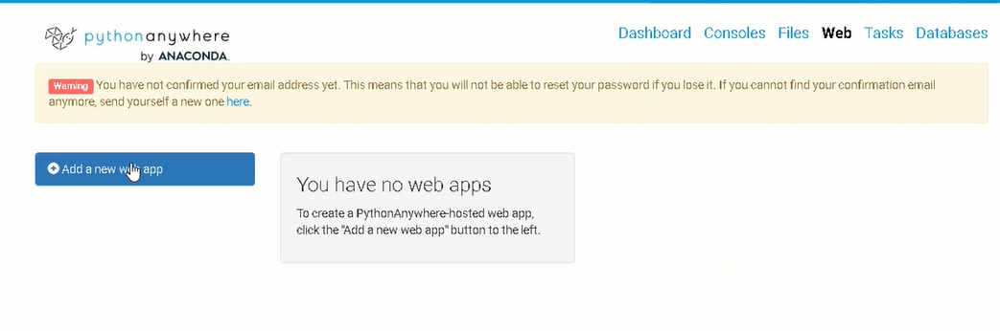 pythonanywhere
by ANACONDA.
Dashboard Consoles Files Web Tasks Databases
Warning You have not confirmed your email address yet. This means that you will not be able to reset your password if you lose it. If you cannot find your confirmation email
anymore, send yourself a new one here.
Add a new web app
You have no web apps
To create a PythonAnywhere-hosted web app,
click the "Add a new web app" button to the left.